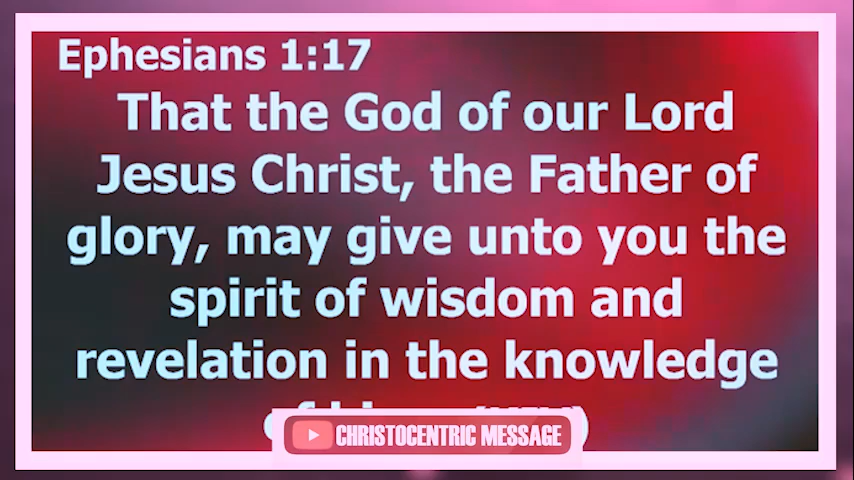 Ephesians 1:17
That the God of our Lord
Jesus Christ, the Father of
glory, may give unto you the
spirit of wisdom and
revelation in the knowledge
CHRISTOCENTRIC MESSAGE